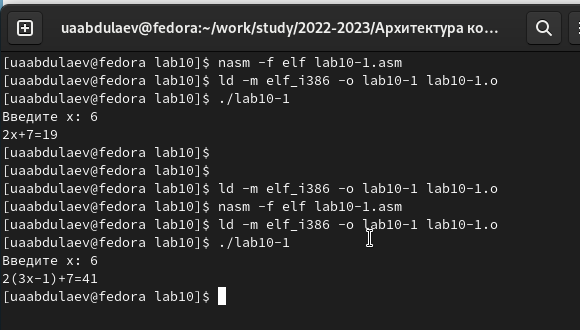 uaabdulaev@fedora:~/work/study/2022-2023/Архитектура ко...
[uaabdulaev@fedora lab10]$ nasm -f elf lab10-1.asm
[uaabdulaev@fedora lab10]$ ld -m elf_i386 -o lab10-1 lab10-1.o
[uaabdulaev@fedora lab10]$ ./lab10-1
Введите x: 6
2x+7=19
[uaabdulaev@fedora lab10]$
[uaabdulaev@fedora lab10]$
[uaabdulaev@fedora lab10]$ ld -m elf_i386 -o lab10-1 lab10-1.o
[uaabdulaev@fedora lab10]$ nasm -f elf lab10-1.asm
[uaabdulaev@fedora lab10]$ ld -m elf_i386 -o lab10-1 lab10-1.o
[uaabdulaev@fedora lab10]$ ./lab10-1
Введите x: 6
2(3x-1)+7=41
[uaabdulaev@fedora lab10]$